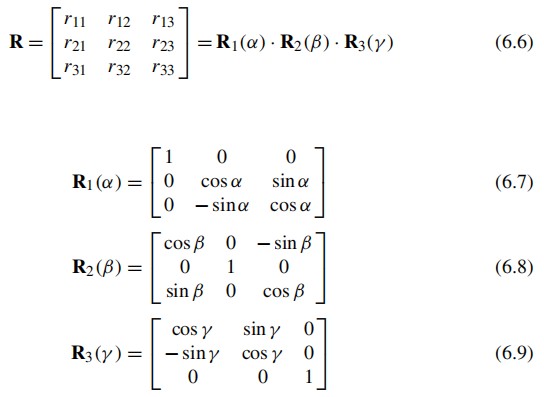 R = [ r11 r12 r13
r21 r22 r23
r31 r32 r33 ] = R1(α) · R2(β) · R3(γ) (6.6)
R1(α) = [ 1 0 0
0 cos α sin α
0 − sin α cos α ] (6.7)
R2(β) = [ cos β 0 − sin β
0 1 0
sin β 0 cos β ] (6.8)
R3(γ) = [ cos γ sin γ 0
− sin γ cos γ 0
0 0 1 ] (6.9)